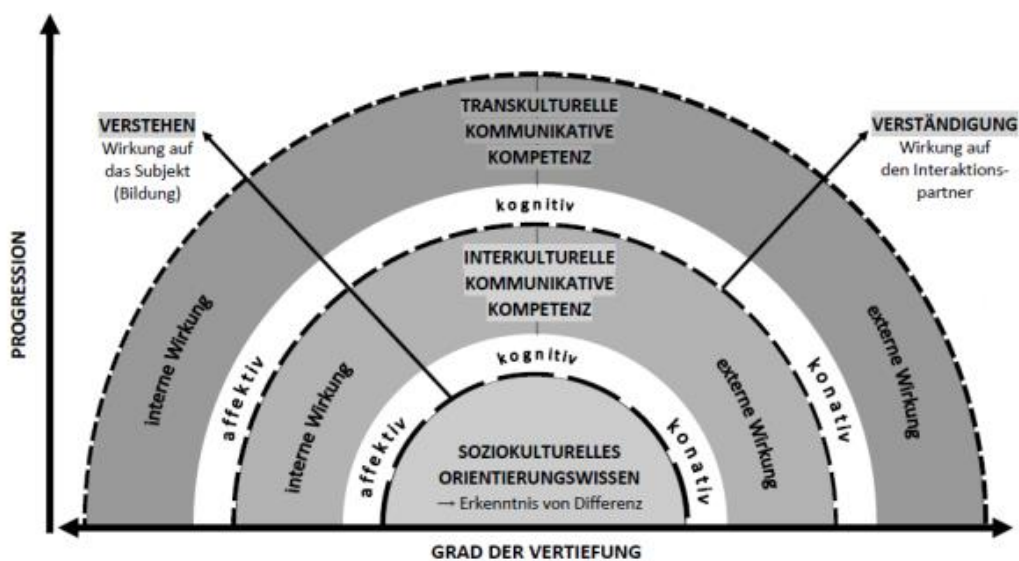 TRANSKULTURELLE
KOMMUNIKATIVE
KOMPETENZ
VERSTEHEN
Wirkung auf
das Subjekt
(Bildung)
VERSTÄNDIGUNG
Wirkung auf
den Interaktions-
partner
kognitiv
INTERKULTURELLE
KOMMUNIKATIVE
KOMPETENZ
PROGRESSION
interne Wirkung
affektiv
interne Wirkung
affektiv
kognitiv
konativ
externe Wirkung
konativ
externe Wirkung
SOZIOKULTURELLES
ORIENTIERUNGSWISSEN
→ Erkenntnis von Differenz
GRAD DER VERTIEFUNG